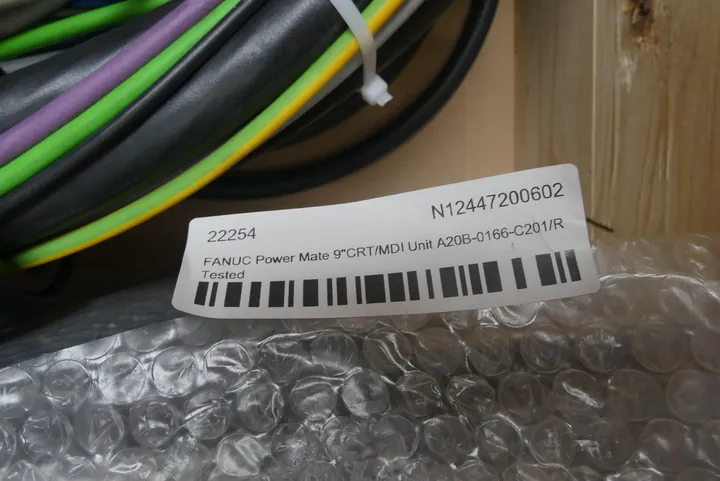 22254 N12447200602
FANUC Power Mate 9"CRT/MDI Unit A20B-0166-C201/R
Tested